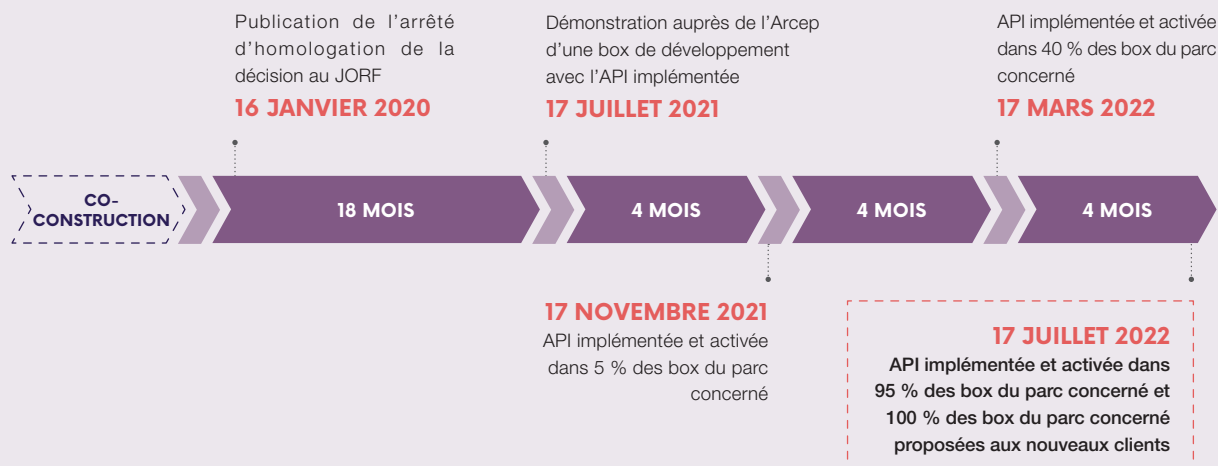 Publication de l’arrêté
d’homologation de la
décision au JORF
16 JANVIER 2020
Démonstration auprès de l’Arcep
d’une box de développement
avec l’API implémentée
17 JUILLET 2021
API implémentée et activée
dans 40 % des box du parc
concerné
17 MARS 2022
CO-
CONSTRUCTION
18 MOIS
4 MOIS
4 MOIS
4 MOIS
17 NOVEMBRE 2021
API implémentée et activée
dans 5 % des box du parc
concerné
17 JUILLET 2022
API implémentée et activée dans
95 % des box du parc concerné et
100 % des box du parc concerné
proposées aux nouveaux clients